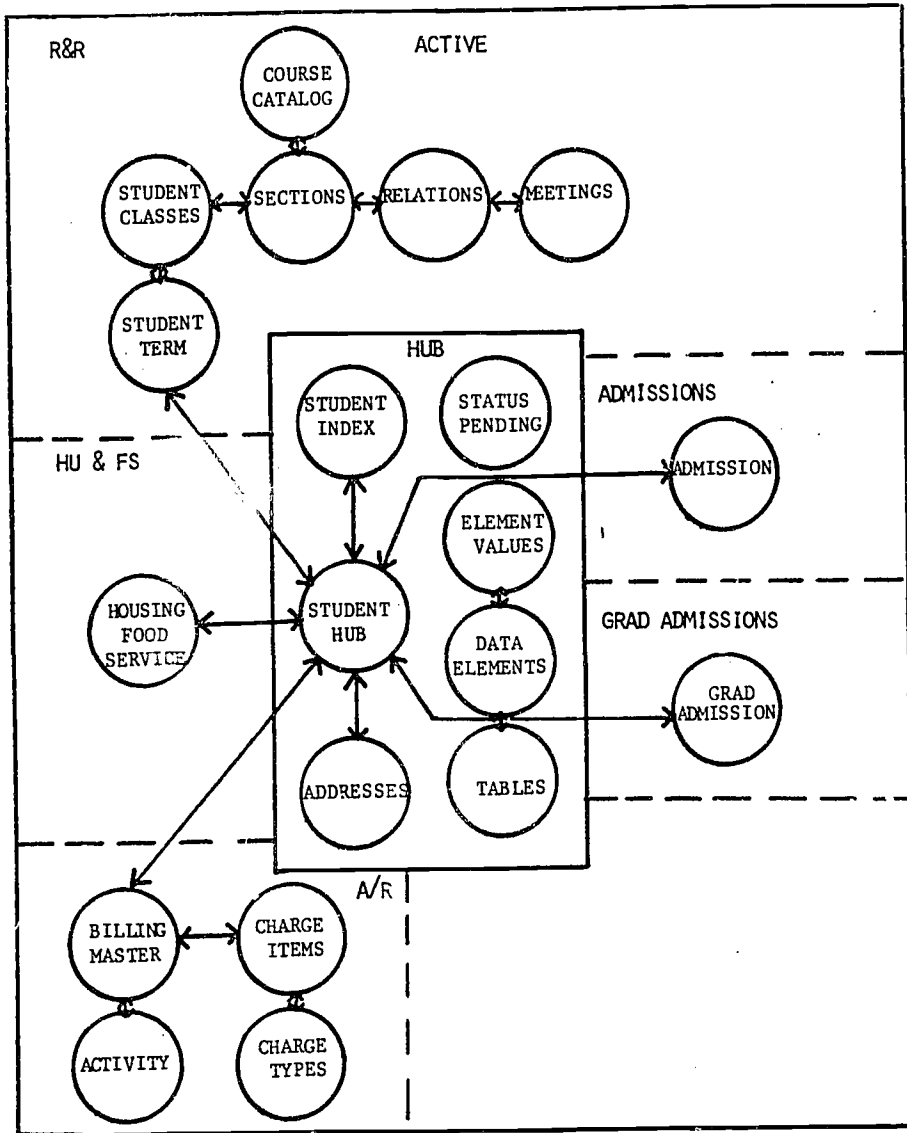 R&R
ACTIVE
COURSE
CATALOG
STUDENT
CLASSES
SECTIONS
RELATIONS
MEETINGS
STUDENT
TERM
HUB
STUDENT
INDEX
STATUS
PENDING
ADMISSIONS
ADMISSION
HU & FS
ELEMENT
VALUES
HOUSING
FOOD
SERVICE
STUDENT
HUB
DATA
ELEMENTS
GRAD ADMISSIONS
GRAD
ADMISSION
ADDRESSES
TABLES
A/R
BILLING
MASTER
CHARGE
ITEMS
ACTIVITY
CHARGE
TYPES